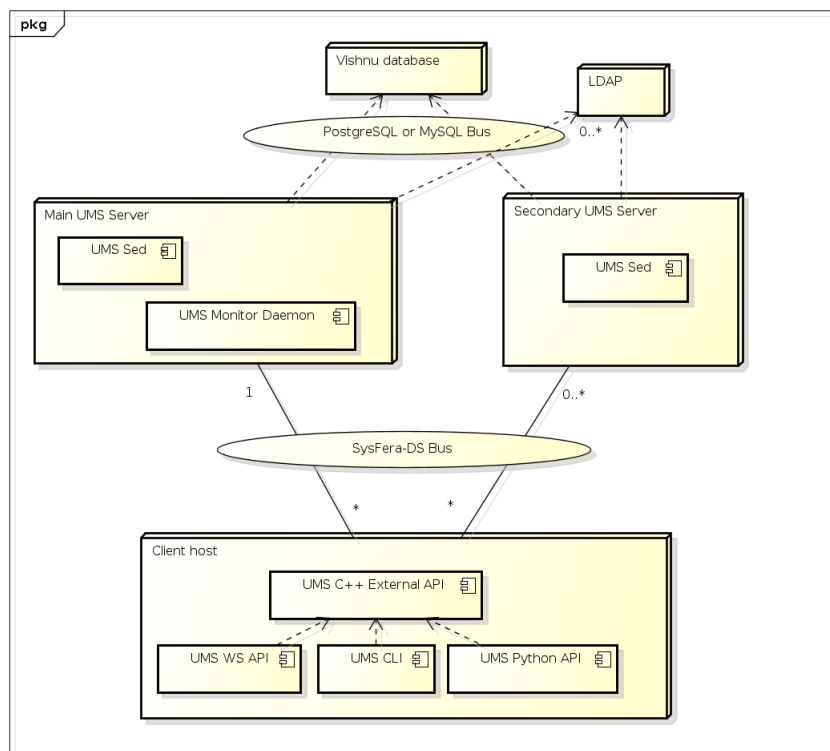 pkg
Vishnu database
LDAP
PostgreSQL or MySQL Bus
0..*
Main UMS Server
Secondary UMS Server
UMS Sed
UMS Sed
UMS Monitor Daemon
1
0..*
SysFera-DS Bus
*
*
Client host
UMS C++ External API
UMS WS API
UMS CLI
UMS Python API